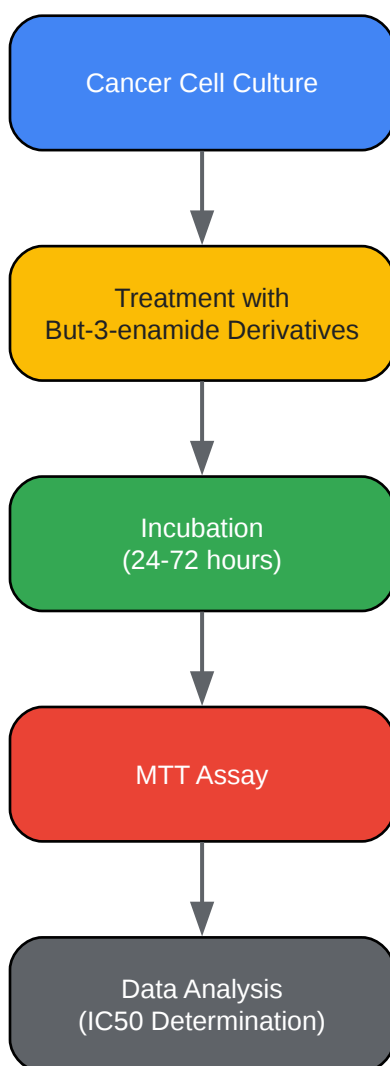 Cancer Cell Culture
Treatment with
But-3-enamide Derivatives
Incubation
(24-72 hours)
MTT Assay
Data Analysis
(IC50 Determination)